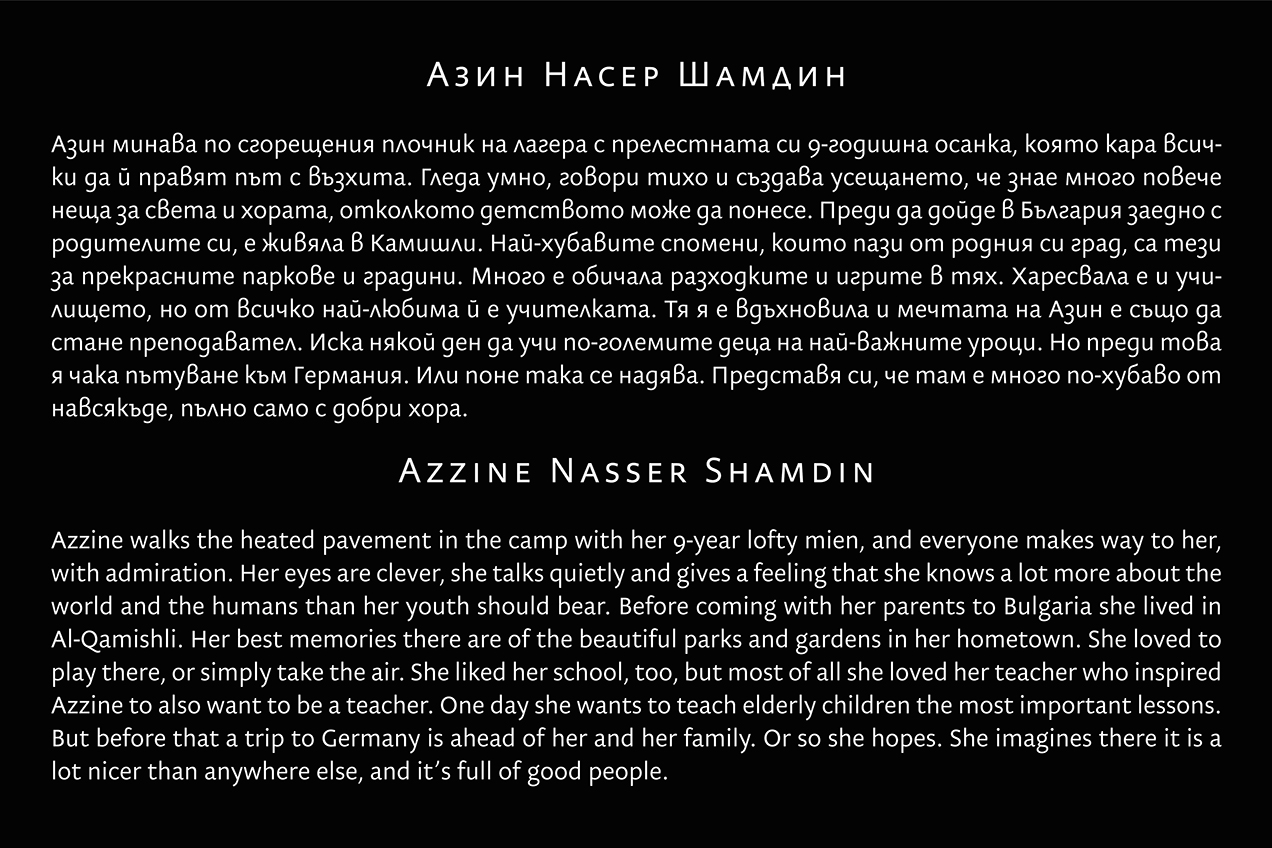 Азин Насер Шамдин
Азин минава по сгорещения плочник на лагера с прелестната си 9-годишна осанка, която кара всич-
ки да ѝ правят път с възхита. Гледа умно, говори тихо и създава усещането, че знае много повече
неща за света и хората, отколкото детството може да понесе. Преди да дойде в България заедно с
родителите си, е живяла в Камишли. Най-хубавите спомени, които пази от родния си град, са тези
за прекрасните паркове и градини. Много е обичала разходките и игрите в тях. Харесвала е и учи-
лището, но от всичко най-любима й е учителката. Тя я е вдъхновила и мечтата на Азин е също да
стане преподавател. Иска някой ден да учи по-големите деца на най-важните уроци. Но преди това
я чака пътуване към Германия. Или поне така се надява. Представя си, че там е много по-хубаво от
навсякъде, пълно само с добри хора.
Azzine Nasser Shamdin
Azzine walks the heated pavement in the camp with her 9-year lofty mien, and everyone makes way to her,
with admiration. Her eyes are clever, she talks quietly and gives a feeling that she knows a lot more about the
world and the humans than her youth should bear. Before coming with her parents to Bulgaria she lived in
Al-Qamishli. Her best memories there are of the beautiful parks and gardens in her hometown. She loved to
play there, or simply take the air. She liked her school, too, but most of all she loved her teacher who inspired
Azzine to also want to be a teacher. One day she wants to teach elderly children the most important lessons.
But before that a trip to Germany is ahead of her and her family. Or so she hopes. She imagines there it is a
lot nicer than anywhere else, and it’s full of good people.